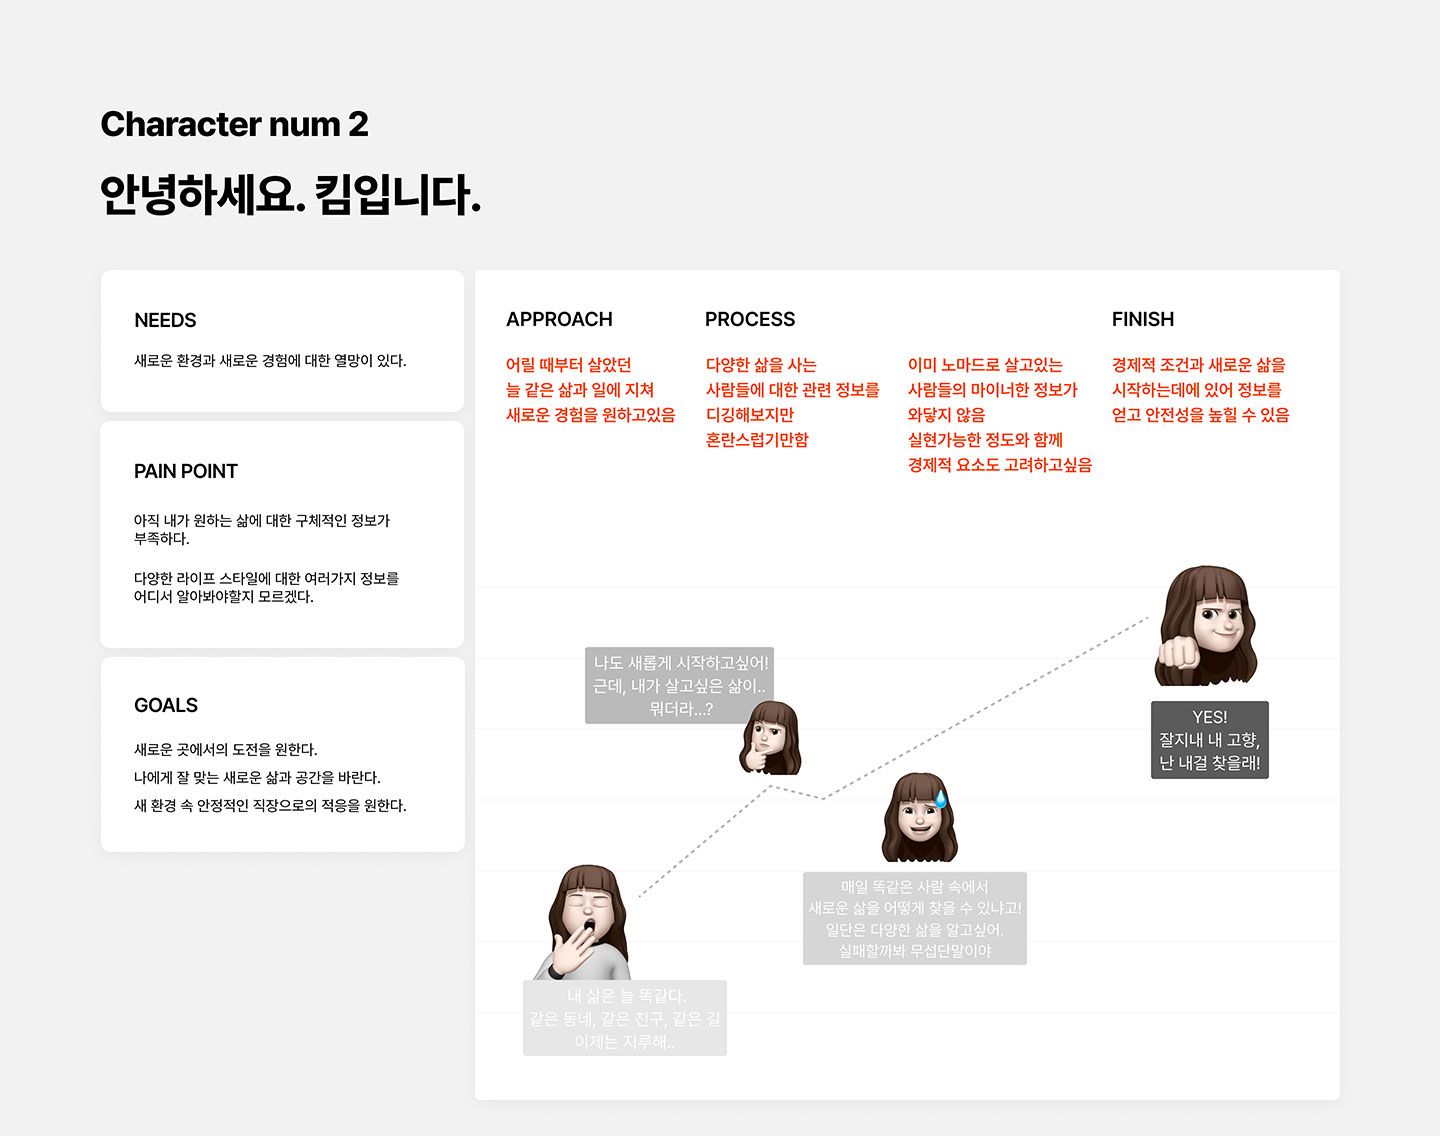 Character num 2
안녕하세요. 킴입니다.
NEEDS
새로운 환경과 새로운 경험에 대한 열망이 있다.
PAIN POINT
아직 내가 원하는 삶에 대한 구체적인 정보가
부족하다.
다양한 라이프 스타일에 대한 여러가지 정보를
어디서 알아봐야할지 모르겠다.
GOALS
새로운 곳에서의 도전을 원한다.
나에게 잘 맞는 새로운 삶과 공간을 바란다.
새 환경 속 안정적인 직장으로의 적응을 원한다.
APPROACH
어릴 때부터 살았던
늘 같은 삶과 일에 지쳐
새로운 경험을 원하고있음
PROCESS
다양한 삶을 사는
사람들에 대한 관련 정보를
디깅해보지만
혼란스럽기만함
이미 노마드로 살고있는
사람들의 마이너한 정보가
와닿지 않음
실현가능한 정도와 함께
경제적 요소도 고려하고싶음
FINISH
경제적 조건과 새로운 삶을
시작하는데에 있어 정보를
얻고 안전성을 높힐 수 있음
나도 새롭게 시작하고싶어!
근데, 내가 살고싶은 삶이..
뭐더라...?
YES!
잘지내 내 고향,
난 내걸 찾을래!
매일 똑같은 사람 속에서
새로운 삶을 어떻게 찾을 수 있냐고!
일단은 다양한 삶을 알고싶어.
실패할까봐 무섭단말이야
내 삶은 늘 똑같다.
같은 동네, 같은 친구, 같은 길
이제는 지루해..